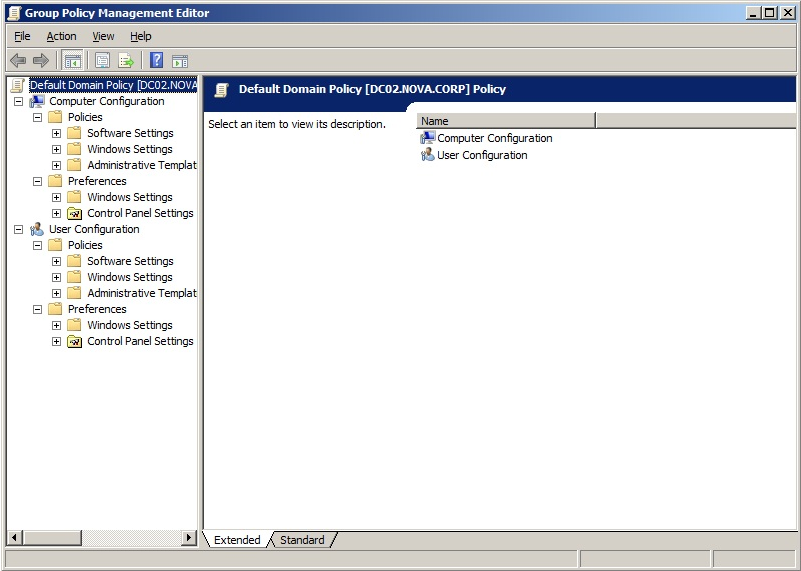 Group Policy Management Editor
File Action View Help
Default Domain Policy [DC02.NOVA
Computer Configuration
Policies
Software Settings
Windows Settings
Administrative Templat
Preferences
Windows Settings
Control Panel Settings
User Configuration
Policies
Software Settings
Windows Settings
Administrative Templat
Preferences
Windows Settings
Control Panel Settings
Default Domain Policy [DC02.NOVA.CORP] Policy
Select an item to view its description.
Name
Computer Configuration
User Configuration
Extended Standard